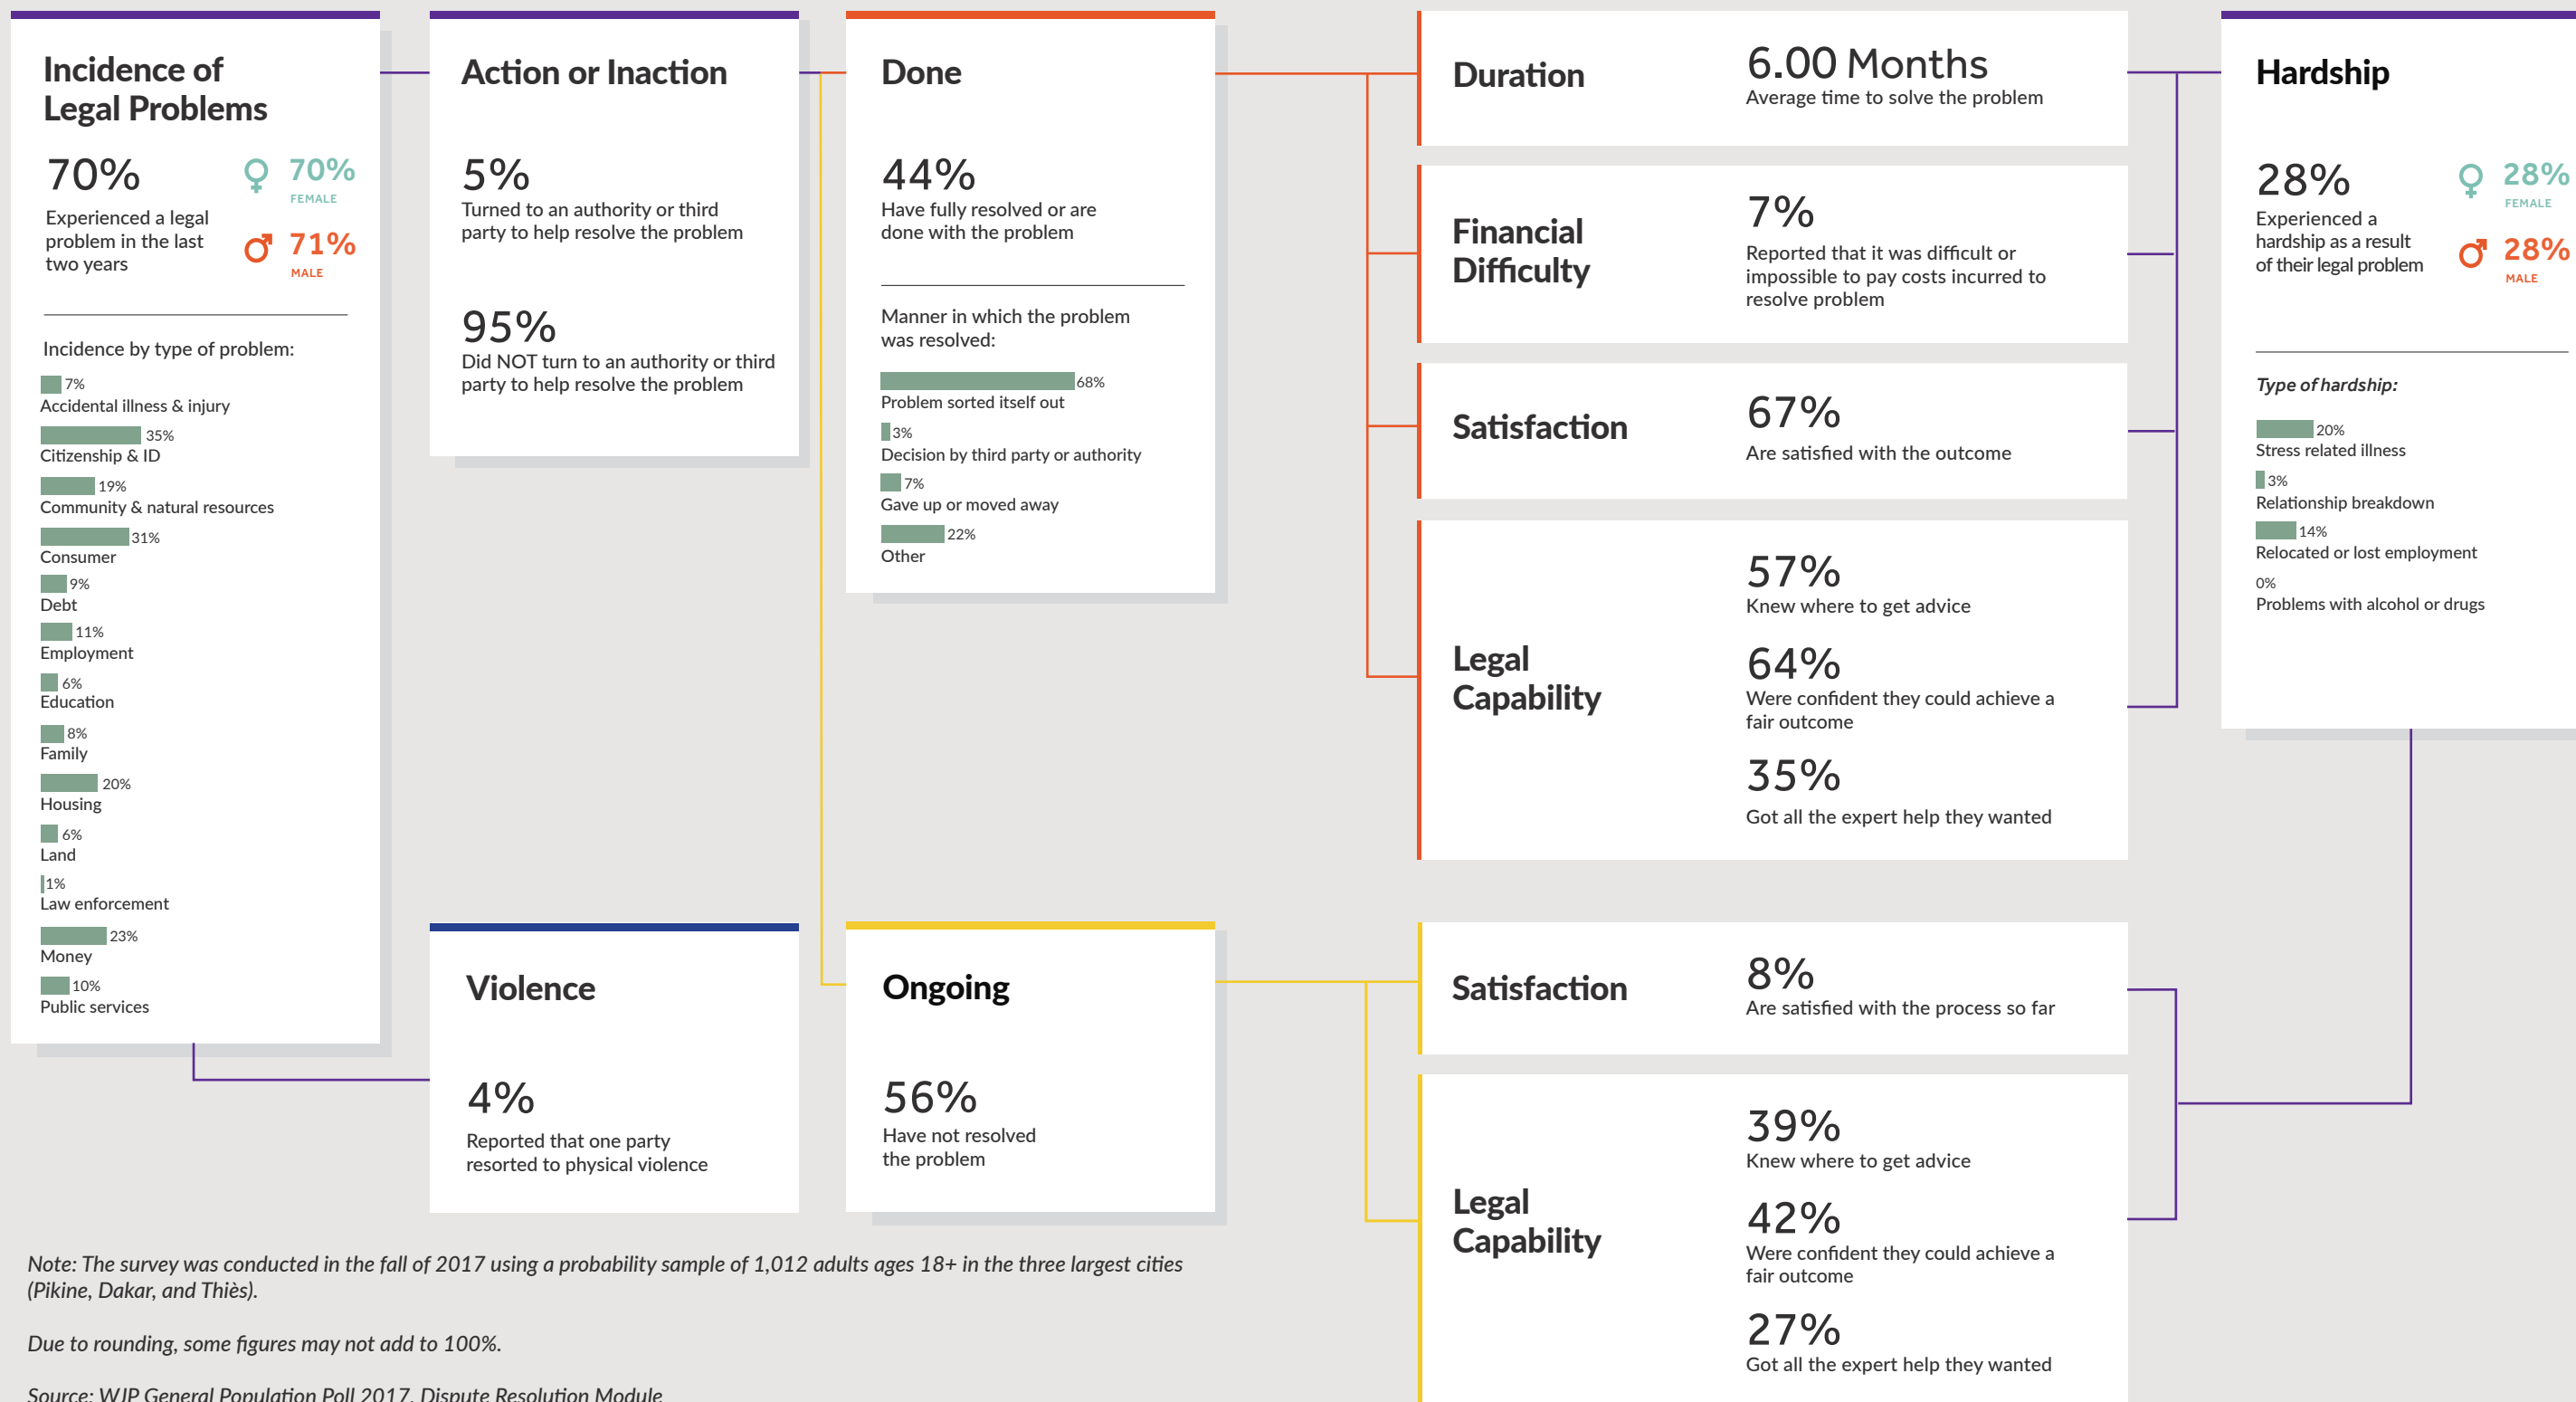 Incidence of
Legal Problems
70%
Experienced a legal
problem in the last
two years
70%
FEMALE
71%
MALE
Incidence by type of problem:
7%
Accidental illness & injury
35%
Citizenship & ID
19%
Community & natural resources
31%
Consumer
9%
Debt
11%
Employment
6%
Education
8%
Family
20%
Housing
6%
Land
1%
Law enforcement
23%
Money
10%
Public services
Action or Inaction
5%
Turned to an authority or third
party to help resolve the problem
95%
Did NOT turn to an authority or third
party to help resolve the problem
Violence
4%
Reported that one party
resorted to physical violence
Done
44%
Have fully resolved or are
done with the problem
Manner in which the problem
was resolved:
68%
Problem sorted itself out
3%
Decision by third party or authority
7%
Gave up or moved away
22%
Other
Ongoing
56%
Have not resolved
the problem
Duration
6.00 Months
Average time to solve the problem
Financial
Difficulty
7%
Reported that it was difficult or
impossible to pay costs incurred to
resolve problem
Satisfaction
67%
Are satisfied with the outcome
Legal
Capability
57%
Knew where to get advice
64%
Were confident they could achieve a
fair outcome
35%
Got all the expert help they wanted
Satisfaction
8%
Are satisfied with the process so far
Legal
Capability
39%
Knew where to get advice
42%
Were confident they could achieve a
fair outcome
27%
Got all the expert help they wanted
Hardship
28%
Experienced a
hardship as a result
of their legal problem
28%
FEMALE
28%
MALE
Type of hardship:
20%
Stress related illness
3%
Relationship breakdown
14%
Relocated or lost employment
0%
Problems with alcohol or drugs
Note: The survey was conducted in the fall of 2017 using a probability sample of 1,012 adults ages 18+ in the three largest cities
(Pikine, Dakar, and Thiès).
Due to rounding, some figures may not add to 100%.
Source: WJP General Population Poll 2017, Dispute Resolution Module